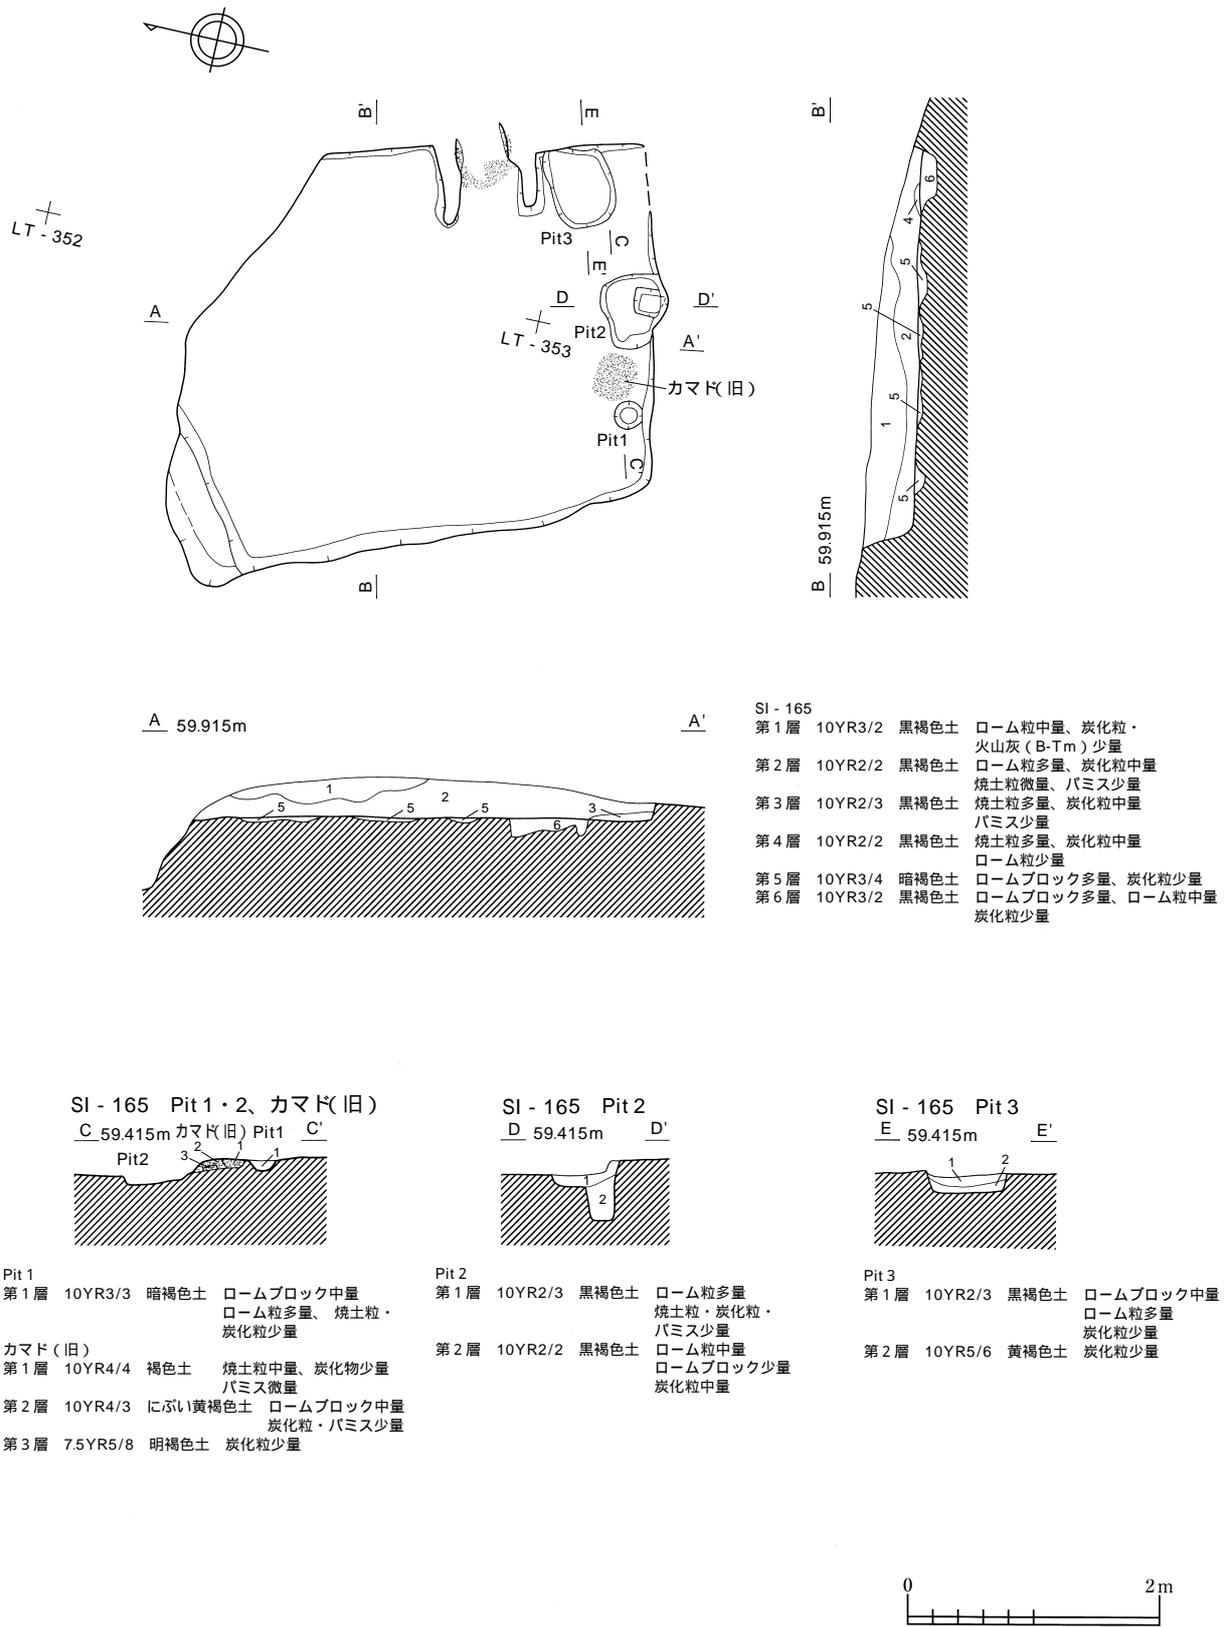 B'
E
B'
LT - 352
Pit3
C
E'
A
D
D'
LT - 353
Pit2
A'
カマド(旧)
Pit1
C'
B
B 59.915m
6
4
5
5
2
5
1
5
A 59.915m
A'
1
2
5
5
5
3
6
SI - 165
第1層 10YR3/2 黒褐色土 ローム粒中量、炭化粒・
火山灰(B-Tm)少量
第2層 10YR2/2 黒褐色土 ローム粒多量、炭化粒中量
焼土粒微量、パミス少量
第3層 10YR2/3 黒褐色土 焼土粒多量、炭化粒中量
パミス少量
第4層 10YR2/2 黒褐色土 焼土粒多量、炭化粒中量
ローム粒少量
第5層 10YR3/4 暗褐色土 ロームブロック多量、炭化粒少量
第6層 10YR3/2 黒褐色土 ロームブロック多量、ローム粒中量
炭化粒少量
SI - 165 Pit1・2、カマド(旧)
C 59.415m カマド(旧) Pit1 C'
Pit2
3 2 1 1
Pit 1
第1層 10YR3/3 暗褐色土 ロームブロック中量
ローム粒多量、 焼土粒・
炭化粒少量
カマド(旧)
第1層 10YR4/4 褐色土 焼土粒中量、炭化物少量
パミス微量
第2層 10YR4/3 にぶい黄褐色土 ロームブロック中量
炭化粒・パミス少量
第3層 7.5YR5/8 明褐色土 炭化粒少量
SI - 165 Pit 2
D 59.415m D'
1
2
Pit 2
第1層 10YR2/3 黒褐色土 ローム粒多量
焼土粒・炭化粒・
パミス少量
第2層 10YR2/2 黒褐色土 ローム粒中量
ロームブロック少量
炭化粒中量
SI - 165 Pit 3
E 59.415m E'
1 2
Pit 3
第1層 10YR2/3 黒褐色土 ロームブロック中量
ローム粒多量
炭化粒少量
第2層 10YR5/6 黄褐色土 炭化粒少量
0 2m